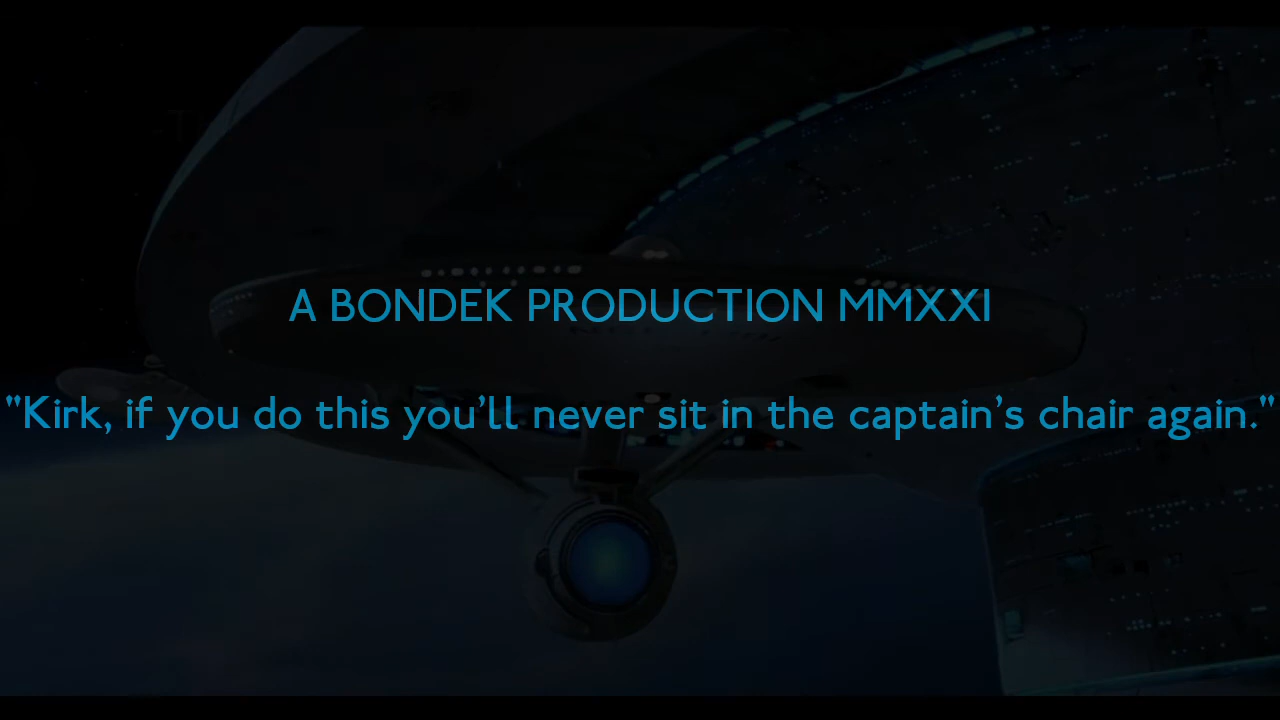 A BONDEK PRODUCTION MMXXI
"Kirk, if you do this you'll never sit in the captain's chair again."